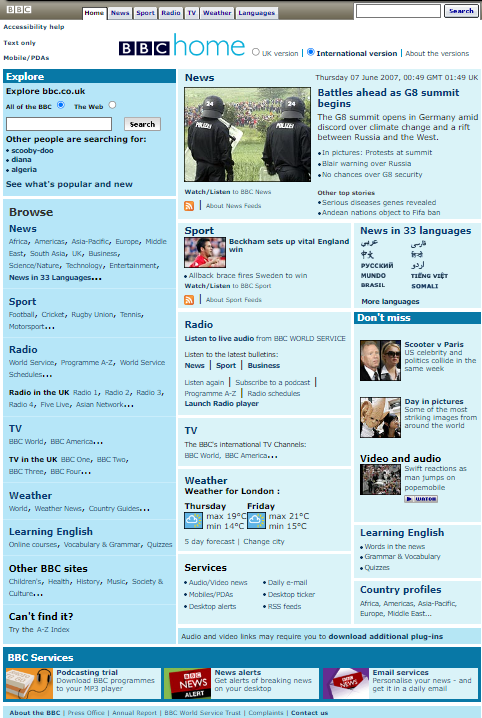 BBC Home News Sport Radio TV Weather Languages Search
Accessibility help
Text only
Mobile/PDAs
BBC home
UK version | International version | About the versions
Explore
Explore bbc.co.uk
All of the BBC The Web
Search
Other people are searching for:
scooby-doo
diana
algeria
See what's popular and new
Browse
News
Africa, Americas, Asia-Pacific, Europe, Middle
East, South Asia, UK, Business,
Science/Nature, Technology, Entertainment,
News in 33 Languages...
Sport
Football, Cricket, Rugby Union, Tennis,
Motorsport...
Radio
World Service, Programme A-Z, World Service
Schedules...
Radio in the UK Radio 1, Radio 2, Radio 3,
Radio 4, Five Live, Asian Network...
TV
BBC World, BBC America...
TV in the UK BBC One, BBC Two,
BBC Three, BBC Four...
Weather
World, Weather News, Country Guides...
Learning English
Online courses, Vocabulary & Grammar, Quizzes
Other BBC sites
Children's, Health, History, Music, Society &
Culture...
Can't find it?
Try the A-Z Index
News
Thursday 07 June 2007, 00:49 GMT 01:49 UK
24 24
POLIZEI POLIZEI
Battles ahead as G8 summit
begins
The G8 summit opens in Germany amid
discord over climate change and a rift
between Russia and the West.
In pictures: Protests at summit
Blair warning over Russia
No chances over G8 security
Other top stories
Serious diseases genes revealed
Andean nations object to Fifa ban
Watch/Listen to BBC News
| About News Feeds
Sport
Beckham sets up vital England
win
Allback brace fires Sweden to win
Watch/Listen to BBC Sport
| About Sport Feeds
News in 33 languages
عربي فارسی
中文 हिन्दी
РУССКИЙ اردو
MUNDO TIẾNG VIỆT
BRASIL SOMALI
More languages
Radio
Listen to live audio from BBC WORLD SERVICE
Listen to the latest bulletins:
News | Sport | Business
Listen again | Subscribe to a podcast |
Programme A-Z | Radio schedules
Launch Radio player
TV
The BBC's international TV Channels:
BBC World, BBC America...
Weather
Weather for London :
Thursday Friday
max 19°C max 21°C
min 14°C min 15°C
5 day forecast | Change city
Services
Audio/Video news Daily e-mail
Mobiles/PDAs Desktop ticker
Desktop alerts RSS feeds
Don't miss
Scooter v Paris
US celebrity and
politics collide in the
same week
Day in pictures
Some of the most
striking images from
around the world
Video and audio
Swift reactions as
man jumps on
popemobile
WATCH
Learning English
Words in the news
Grammar & Vocabulary
Quizzes
Country profiles
Africa, Americas, Asia-Pacific,
Europe, Middle East...
Audio and video links may require you to download additional plug-ins
BBC Services
Podcasting trial
Download BBC programmes
to your MP3 player
BBC NEWS ALERT
News alerts
Get alerts of breaking news
on your desktop
BBC NEWS
Email services
Personalise your news - and
get it in a daily email
About the BBC | Press Office | Annual Report | BBC World Service Trust | Complaints | Contact us